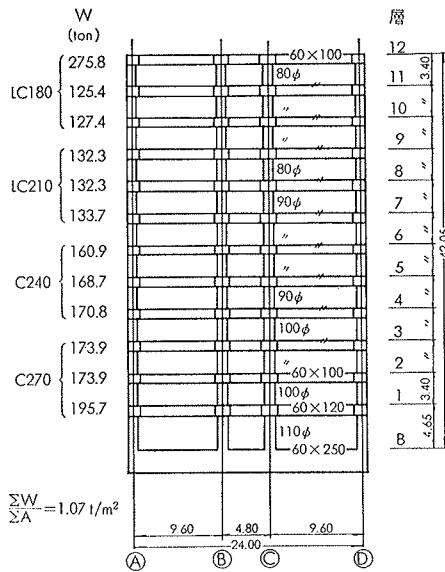 W 層
(ton)
12
275.8 60×100
LC180 125.4 80φ 11 3.40
127.4 〃 10 〃
〃 9 〃
LC210 132.3 80φ 8 〃
132.3 90φ 7 〃
133.7 〃 6 〃
C240 160.9 〃 5 〃
168.7 90φ 4 〃
170.8 100φ 3 〃
C270 173.9 〃 2 〃
173.9 60×100
100φ 1 3.40
195.7 60×120
110φ B 4.65
60×250
ΣW/ΣA = 1.07 t/m²
9.60 4.80 9.60
24.00
Ⓐ Ⓑ Ⓒ Ⓓ